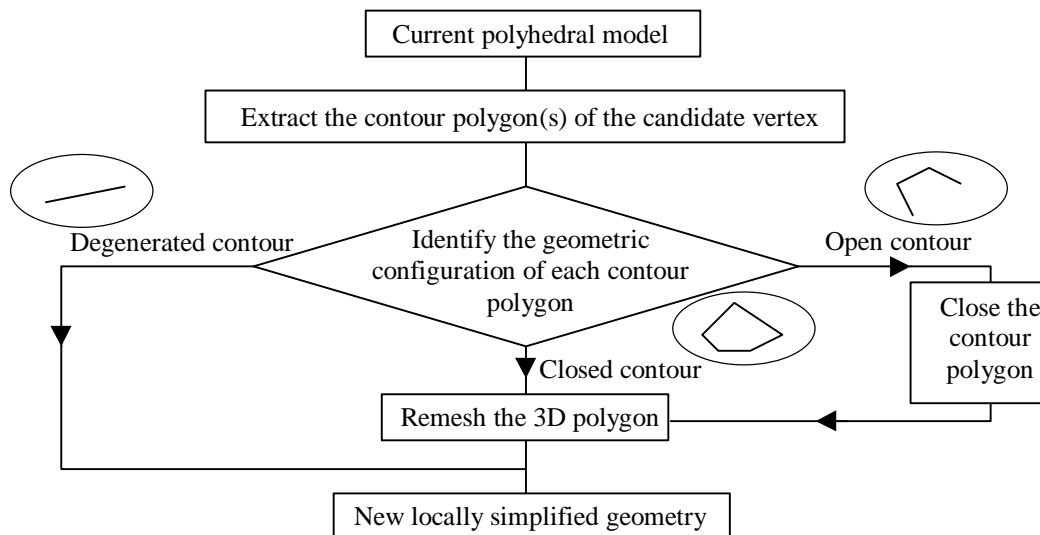 Current polyhedral model
Extract the contour polygon(s) of the candidate vertex
Degenerated contour
Identify the geometric
configuration of each contour
polygon
Open contour
Close the
contour
polygon
Closed contour
Remesh the 3D polygon
New locally simplified geometry